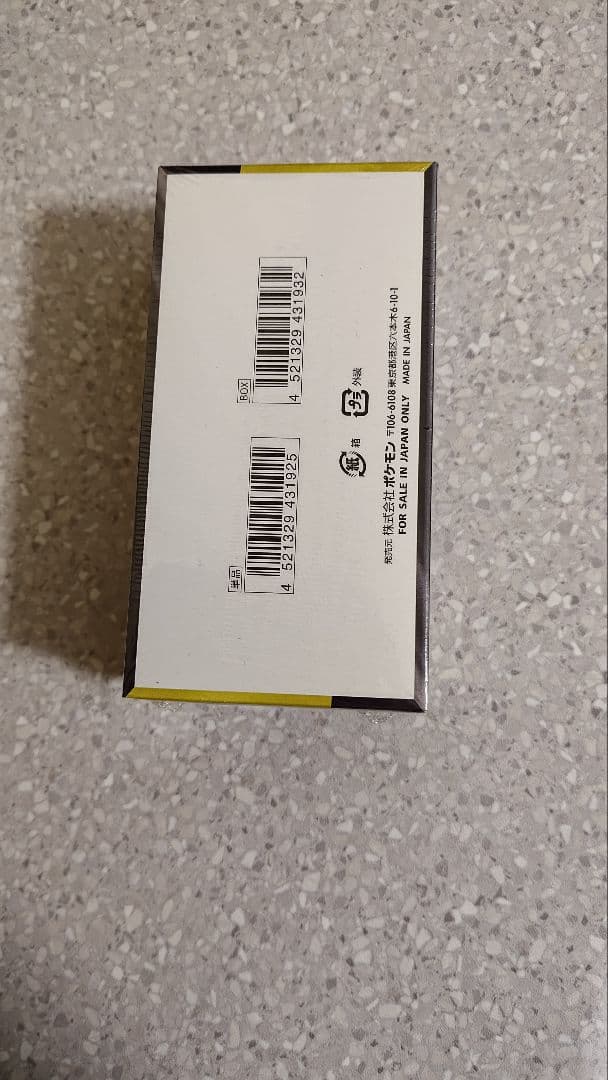 単品
4 521329 431925
BOX
4 521329 431932
紙 箱
プラ 外装
発売元 株式会社 ポケモン 〒106-6108 東京都港区六本木6-10-1
FOR SALE IN JAPAN ONLY MADE IN JAPAN